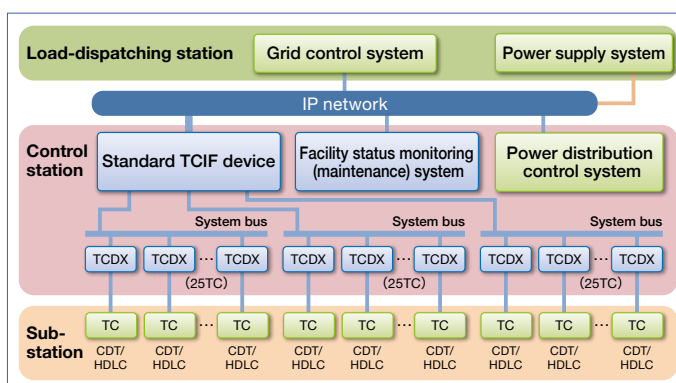 Load-dispatching station
Grid control system
Power supply system
IP network
Control
station
Standard TCIF device
Facility status monitoring
(maintenance) system
Power distribution
control system
System bus
System bus
System bus
TCDX
TCDX
···
TCDX
TCDX
TCDX
···
TCDX
TCDX
TCDX
···
TCDX
(25TC)
(25TC)
(25TC)
Sub-
station
TC
TC
···
TC
TC
TC
···
TC
TC
TC
···
TC
CDT/
HDLC
CDT/
HDLC
CDT/
HDLC
CDT/
HDLC
CDT/
HDLC
CDT/
HDLC
CDT/
HDLC
CDT/
HDLC
CDT/
HDLC